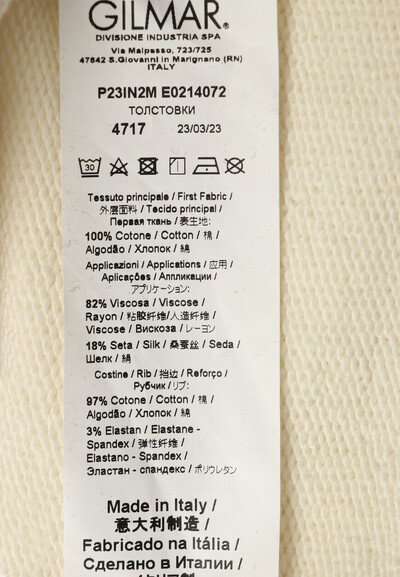 GILMAR®
DIVISIONE INDUSTRIA SPA
Via Malpasso, 723/725
47842 S.Giovanni in Marignano (RN)
ITALY
P23IN2M E0214072
ТОЛСТОВКИ
4717 23/03/23
30
Tessuto principale / First Fabric /
外層面料 / Tecido principal /
Первая ткань / 表生地:
100% Cotone / Cotton / 棉 /
Algodão / Хлопок / 綿
Applicazioni / Applications / 应用 /
Aplicações / Аппликации /
アプリケーション:
82% Viscosa / Viscose /
Rayon / 粘胶纤维/人造纤维 /
Viscose / Вискоза / レーヨン
18% Seta / Silk / 桑蚕丝 / Seda /
Шелк / 絹
Costine / Rib / 挡边 / Reforço /
Рубчик / リブ:
97% Cotone / Cotton / 棉 /
Algodão / Хлопок / 綿
3% Elastan / Elastane -
Spandex / 弹性纤维 /
Elastano - Spandex /
Эластан - спандекс / ポリウレタン
Made in Italy /
意大利制造 /
Fabricado na Itália /
Сделано в Италии /